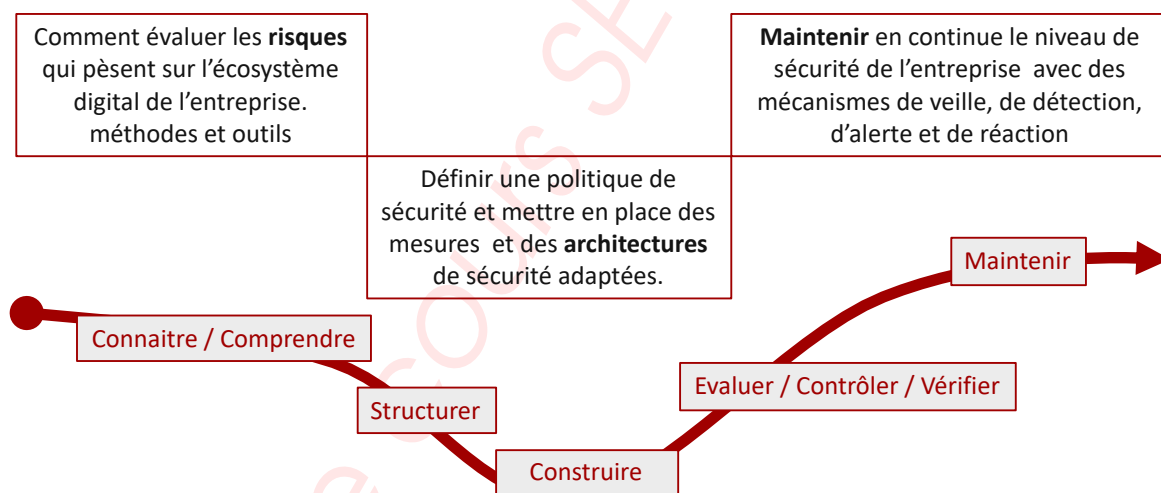 Comment évaluer les risques
qui pèsent sur l'écosystème
digital de l'entreprise.
méthodes et outils
Maintenir en continue le niveau de
sécurité de l'entreprise avec des
mécanismes de veille, de détection,
d'alerte et de réaction
Définir une politique de
sécurité et mettre en place des
mesures et des architectures
de sécurité adaptées.
Maintenir
Connaitre / Comprendre
Evaluer / Contrôler / Vérifier
Structurer
Construire
e cours SE